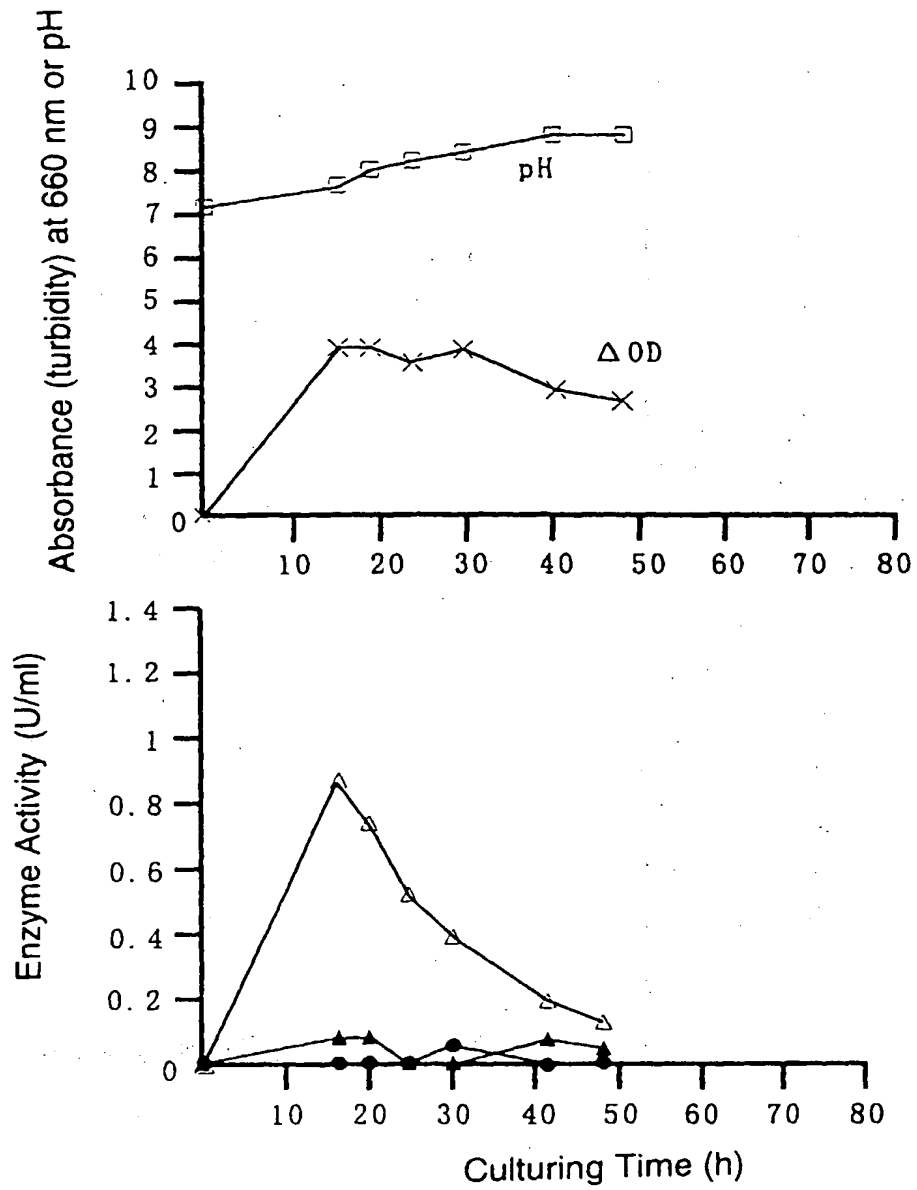 Absorbance (turbidity) at 660 nm or pH
10
9
8
7
6
5
4
3
2
1
0
pH
△ OD
10 20 30 40 50 60 70 80
Enzyme Activity (U/ml)
1.4
1.2
1
0.8
0.6
0.4
0.2
0
10 20 30 40 50 60 70 80
Culturing Time (h)